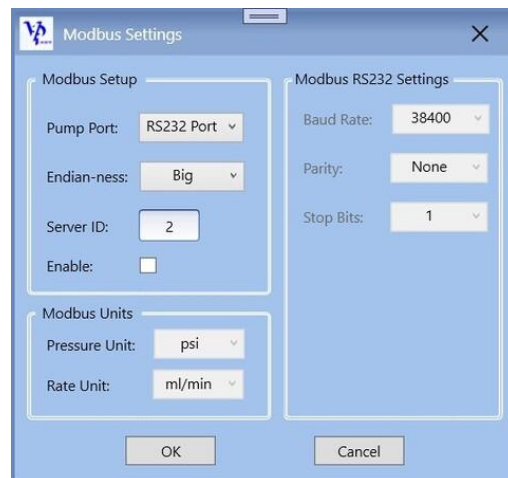 Modbus Settings
Modbus Setup
Pump Port: RS232 Port
Endian-ness: Big
Server ID: 2
Enable:
Modbus Units
Pressure Unit: psi
Rate Unit: ml/min
Modbus RS232 Settings
Baud Rate: 38400
Parity: None
Stop Bits: 1
OK
Cancel